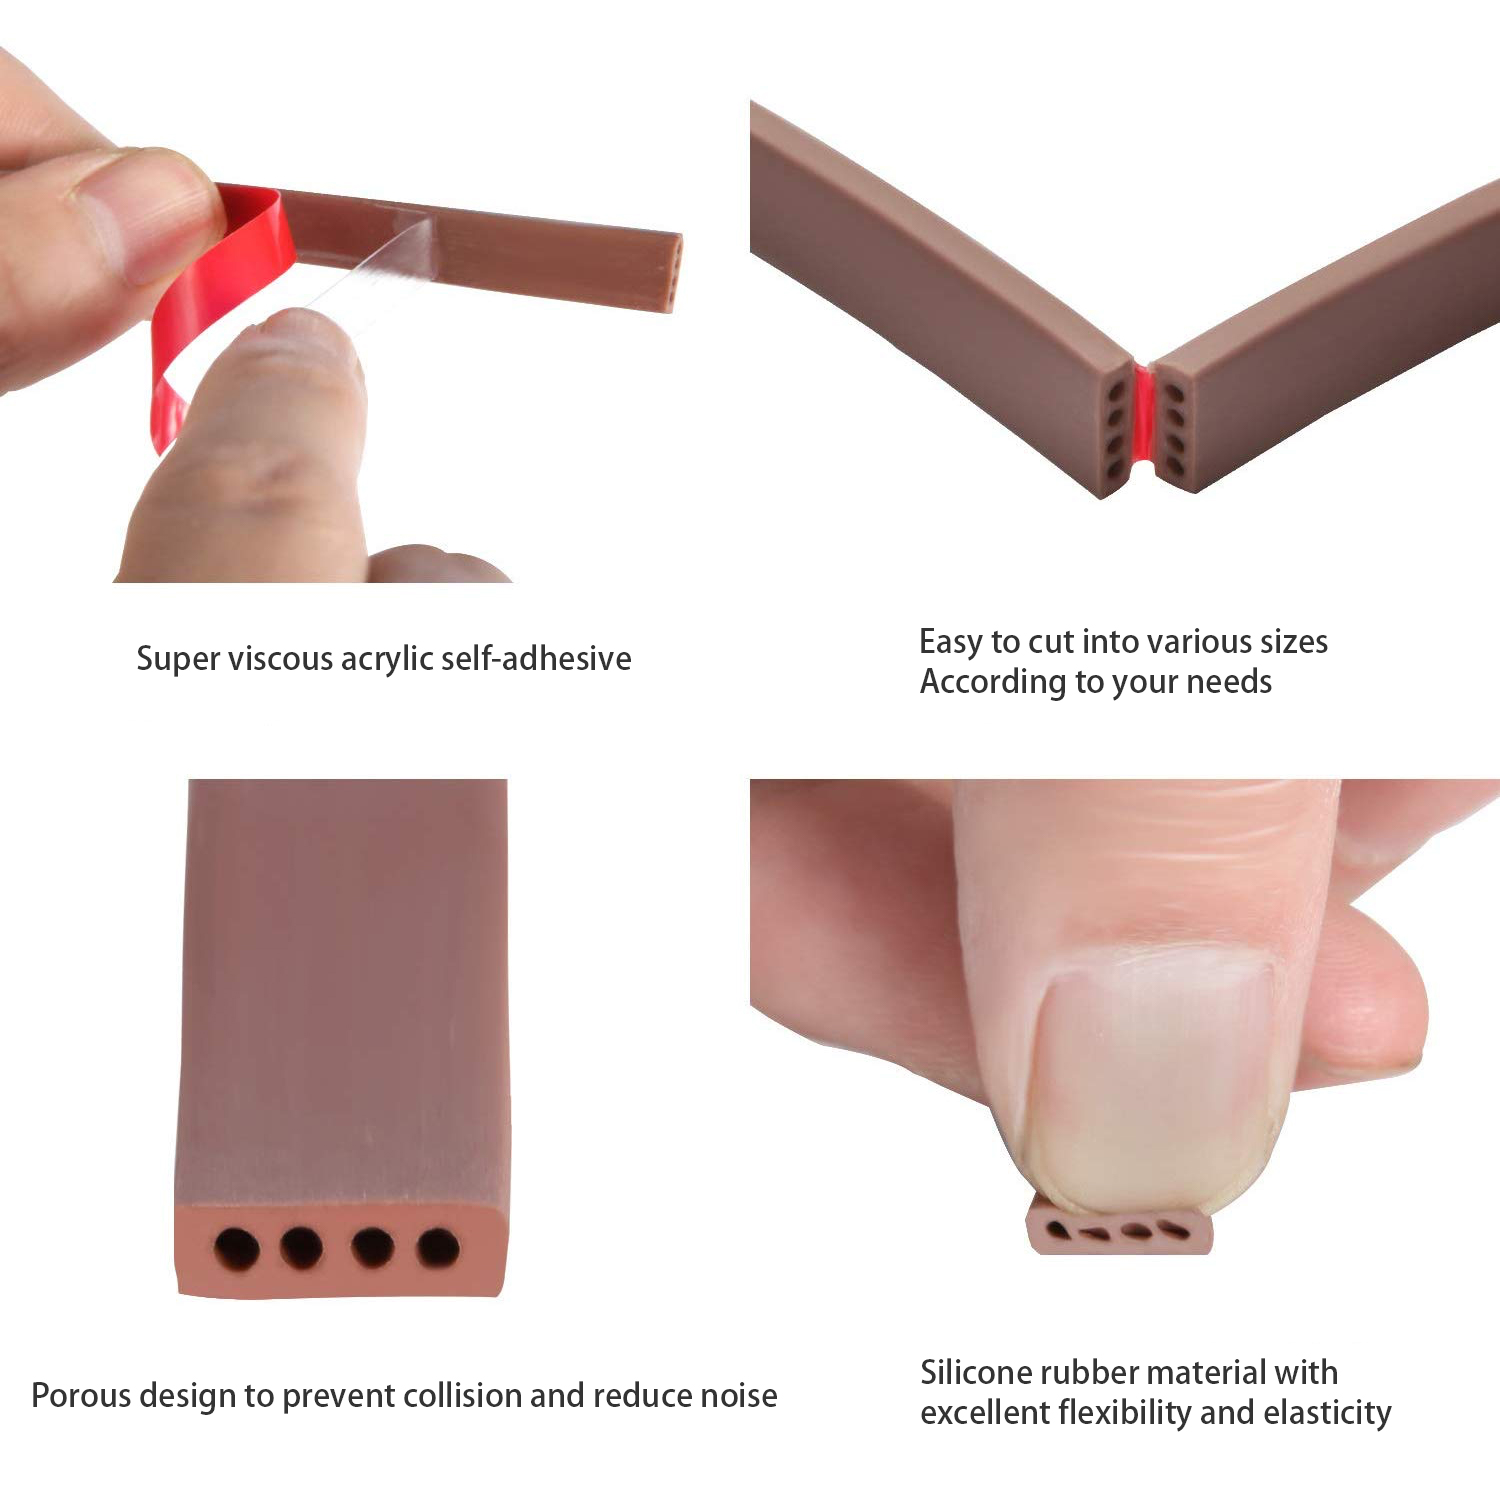 Super viscous acrylic self-adhesive
Easy to cut into various sizes
According to your needs
Porous design to prevent collision and reduce noise
Silicone rubber material with
excellent flexibility and elasticity